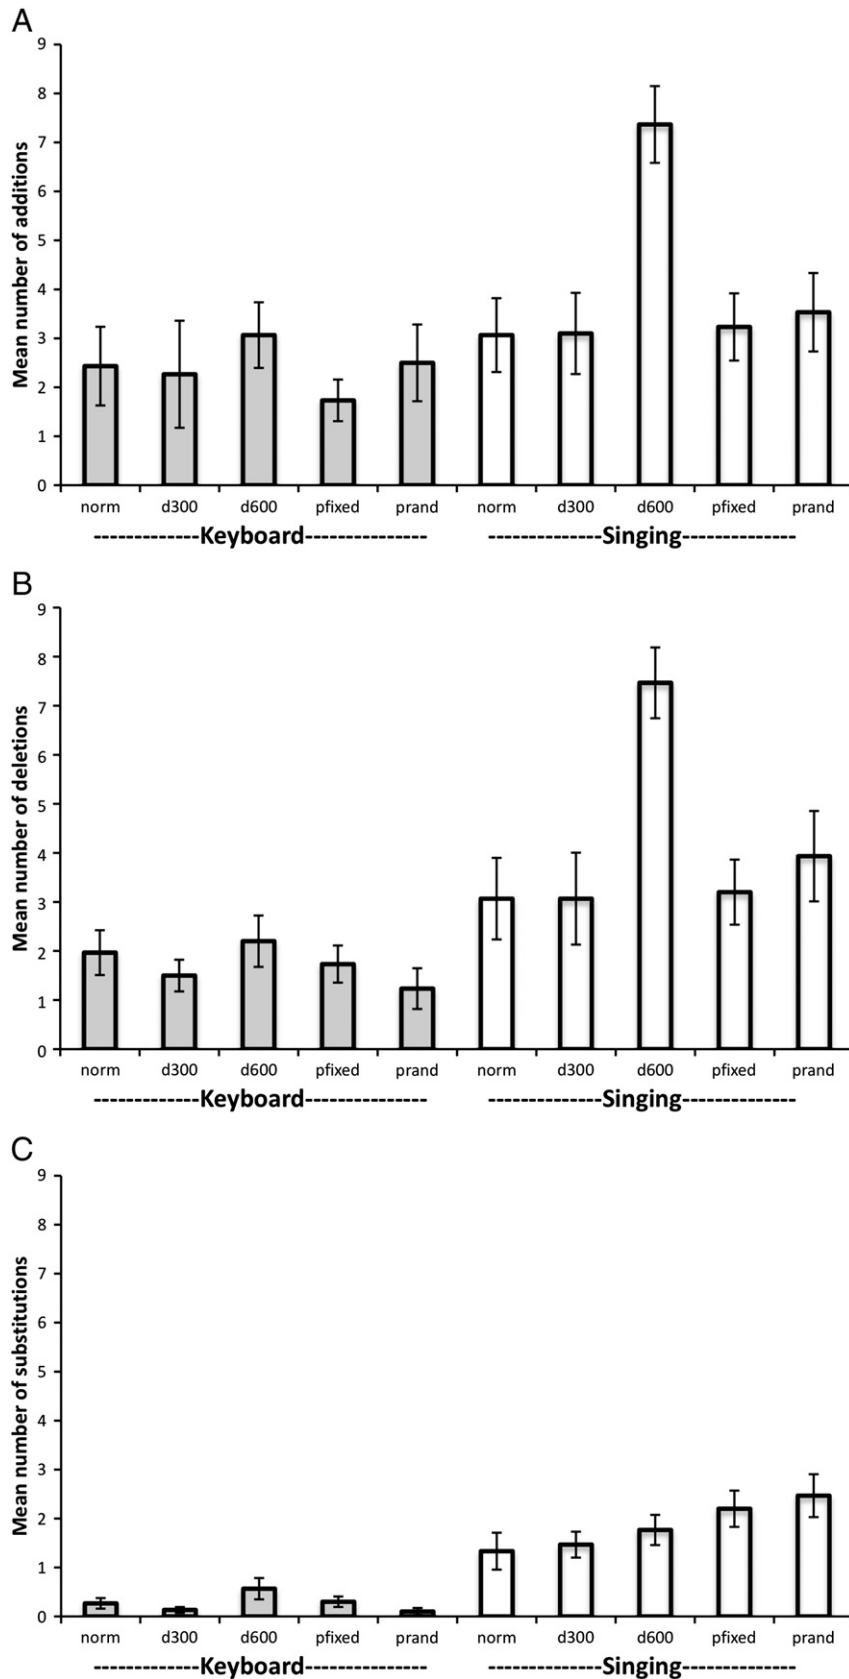 A
Mean number of additions
9
8
7
6
5
4
3
2
1
0
norm d300 d600 pfixed prand norm d300 d600 pfixed prand
-------------Keyboard--------------- --------------Singing--------------
B
Mean number of deletions
9
8
7
6
5
4
3
2
1
0
norm d300 d600 pfixed prand norm d300 d600 pfixed prand
-------------Keyboard--------------- --------------Singing--------------
C
Mean number of substitutions
9
8
7
6
5
4
3
2
1
0
norm d300 d600 pfixed prand norm d300 d600 pfixed prand
-------------Keyboard--------------- --------------Singing--------------